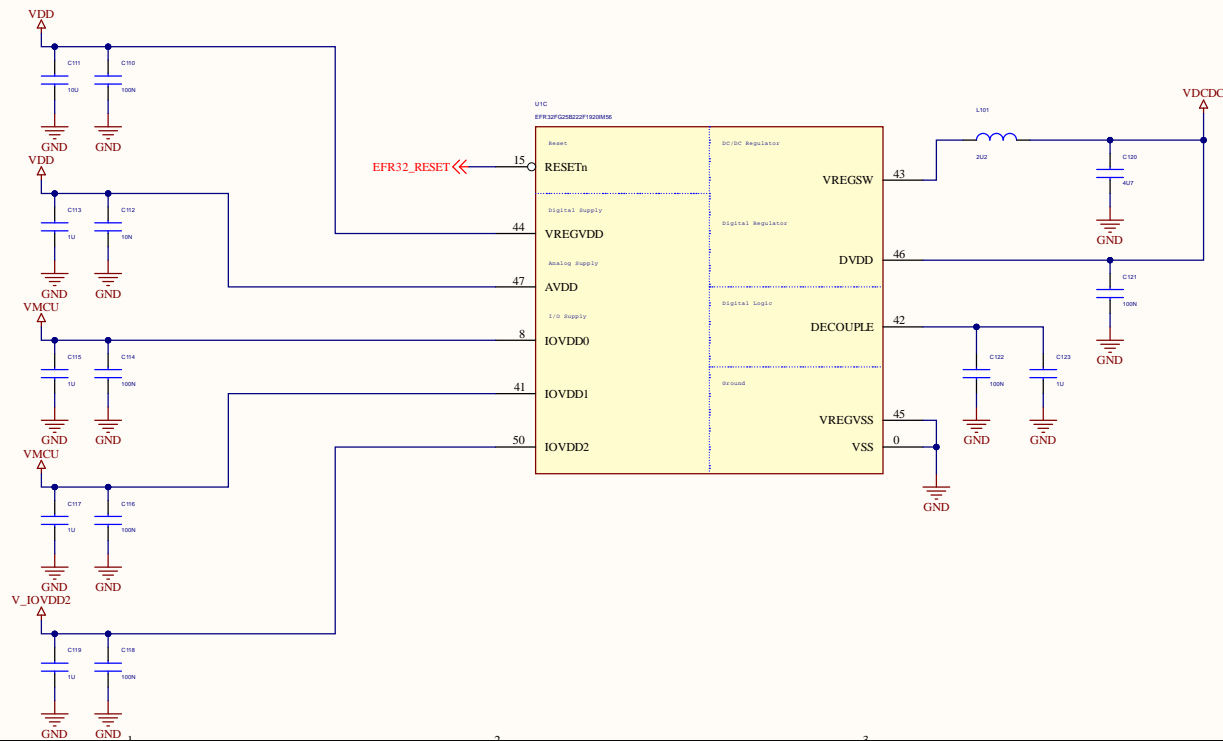 VDD
C111
10U
C110
100N
GND
GND
VDD
C113
1U
C112
10N
GND
GND
VMCU
C115
1U
C114
100N
GND
GND
VMCU
C117
1U
C116
100N
GND
GND
V_IOVDD2
C119
1U
C118
100N
GND
GND
EFR32_RESET
U1C
EFR32FG25B222F1920IM56
Reset
15
RESETn
Digital Supply
44
VREGVDD
Analog Supply
47
AVDD
I/O Supply
8
IOVDD0
41
IOVDD1
50
IOVDD2
DC/DC Regulator
VREGSW
43
Digital Regulator
DVDD
46
Digital Logic
DECOUPLE
42
Ground
VREGVSS
45
VSS
0
GND
L101
2U2
VDCDC
C120
4U7
GND
C121
100N
GND
C122
100N
C123
1U
GND
GND
1
2
3